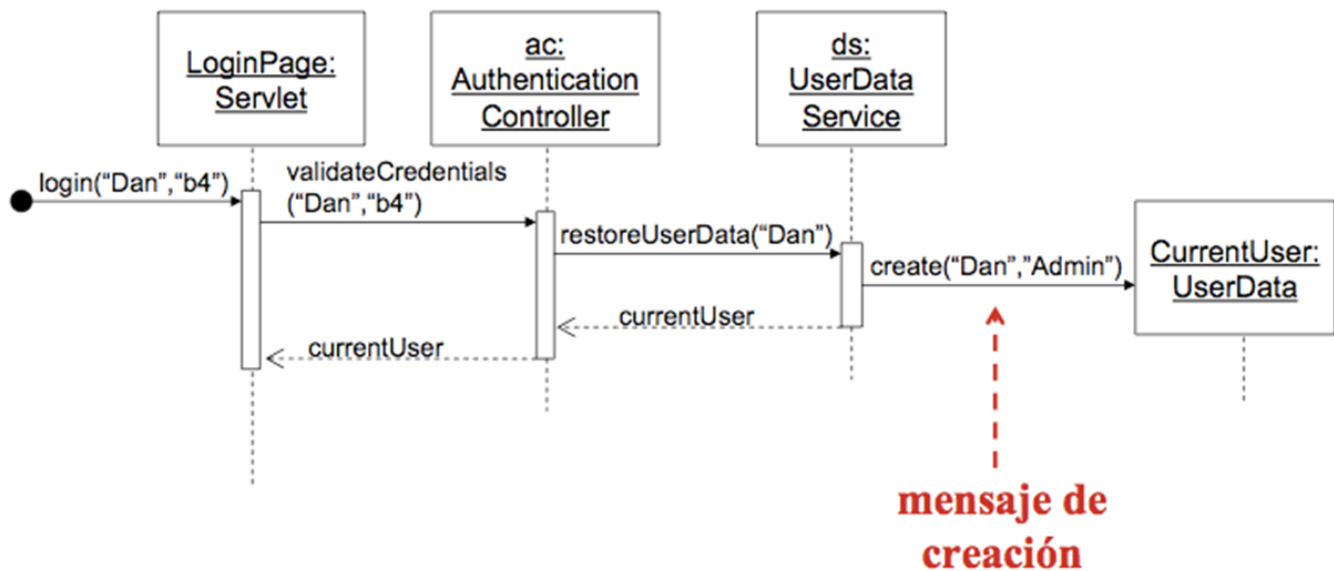 LoginPage:
Servlet
ac:
Authentication
Controller
ds:
UserData
Service
login(“Dan”,“b4”)
validateCredentials
(“Dan”,“b4”)
restoreUserData(“Dan”)
create(“Dan”,”Admin”)
CurrentUser:
UserData
currentUser
currentUser
mensaje de
creación